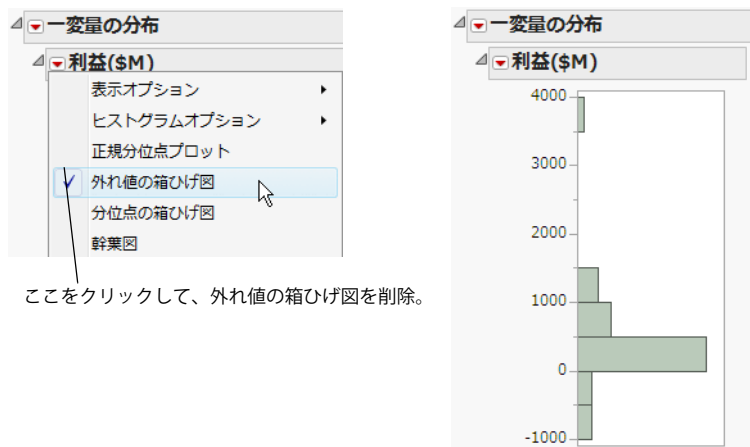 一変量の分布
利益($M)
表示オプション
ヒストグラムオプション
正規分位点プロット
外れ値の箱ひげ図
分位点の箱ひげ図
幹葉図
ここをクリックして、外れ値の箱ひげ図を削除。
一変量の分布
利益($M)
4000
3000
2000
1000
0
-1000